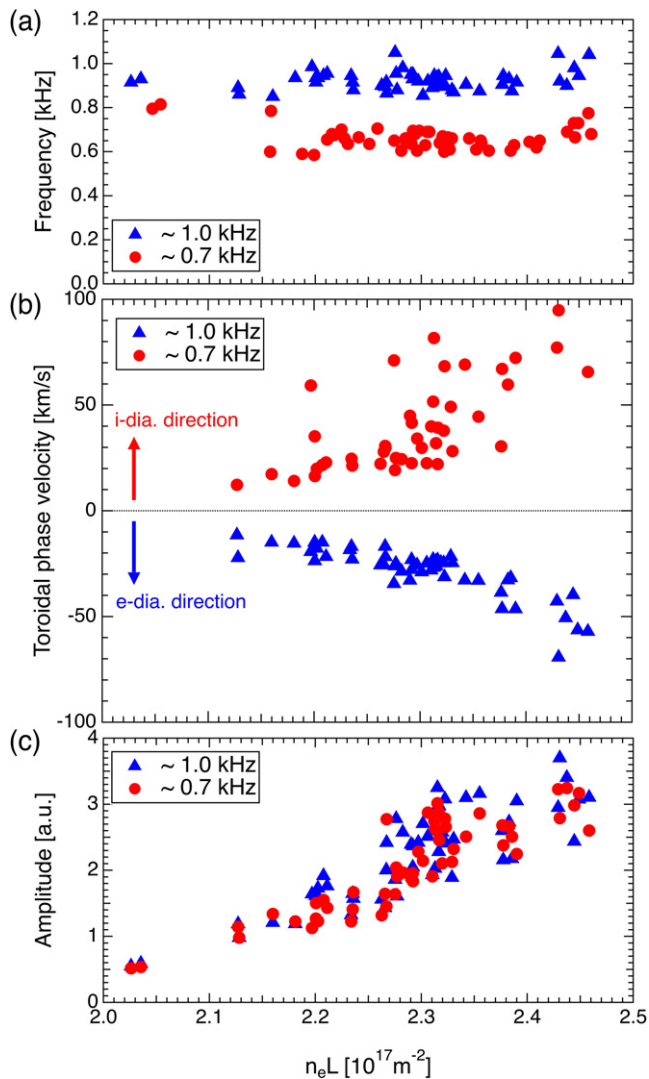 (a)
1.2
1.0
0.8
0.6
0.4
0.2
0.0
Frequency [kHz]
~ 1.0 kHz
~ 0.7 kHz
(b)
100
50
0
-50
-100
Toroidal phase velocity [km/s]
~ 1.0 kHz
~ 0.7 kHz
i-dia. direction
e-dia. direction
(c)
4
3
2
1
0
Amplitude [a.u.]
~ 1.0 kHz
~ 0.7 kHz
2.0 2.1 2.2 2.3 2.4 2.5
nₑL [10¹⁷m⁻²]